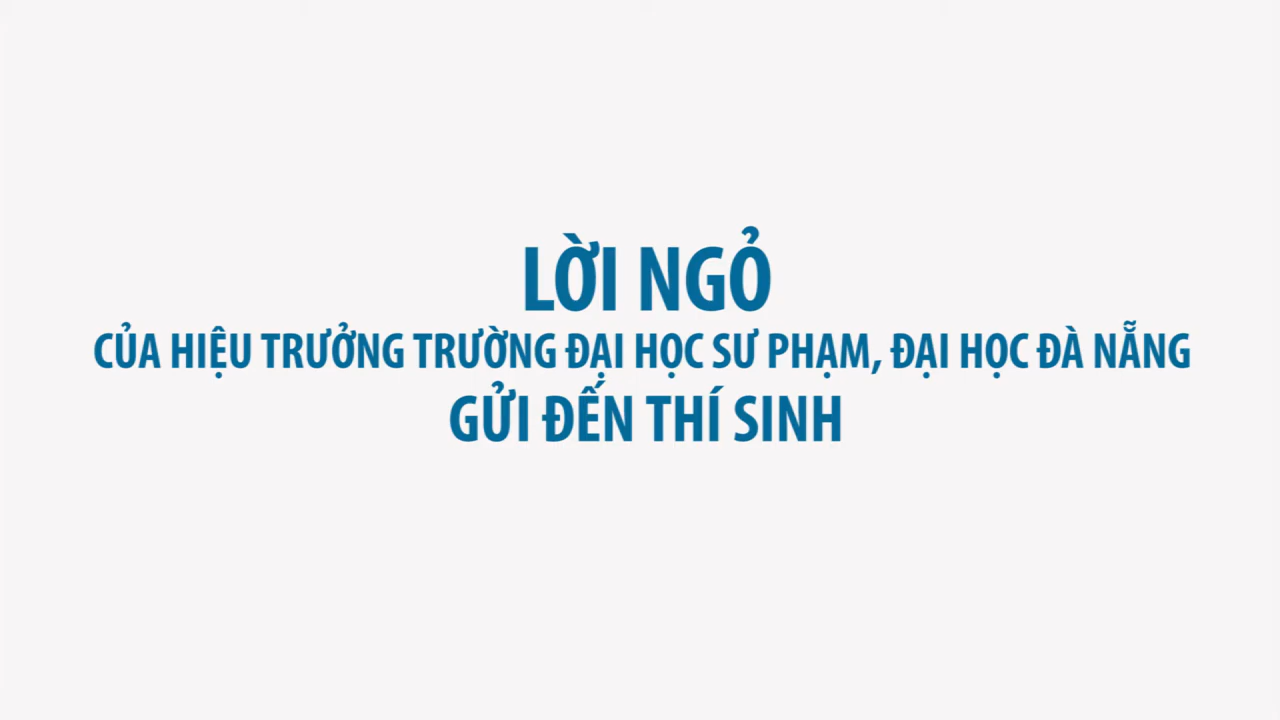 LỜI NGỎ
CỦA HIỆU TRƯỞNG TRƯỜNG ĐẠI HỌC SƯ PHẠM, ĐẠI HỌC ĐÀ NẴNG
GỬI ĐẾN THÍ SINH